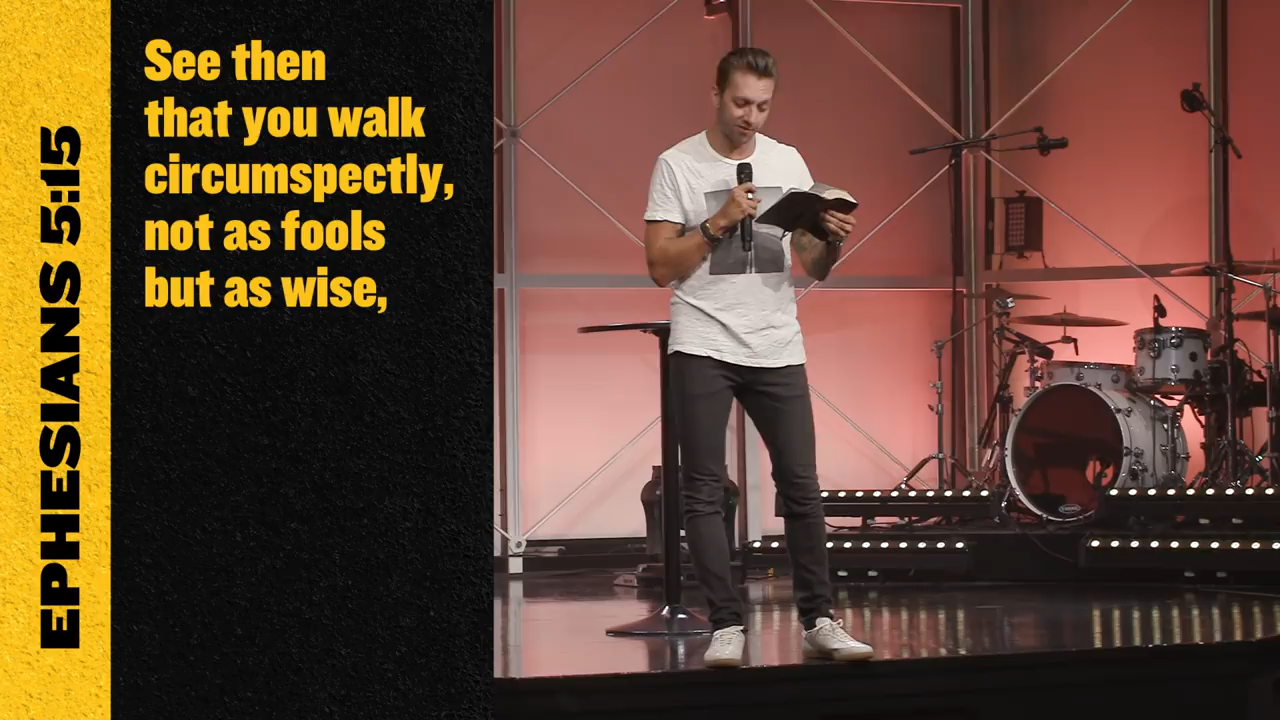 EPHESIANS 5:15
See then
that you walk
circumspectly,
not as fools
but as wise,